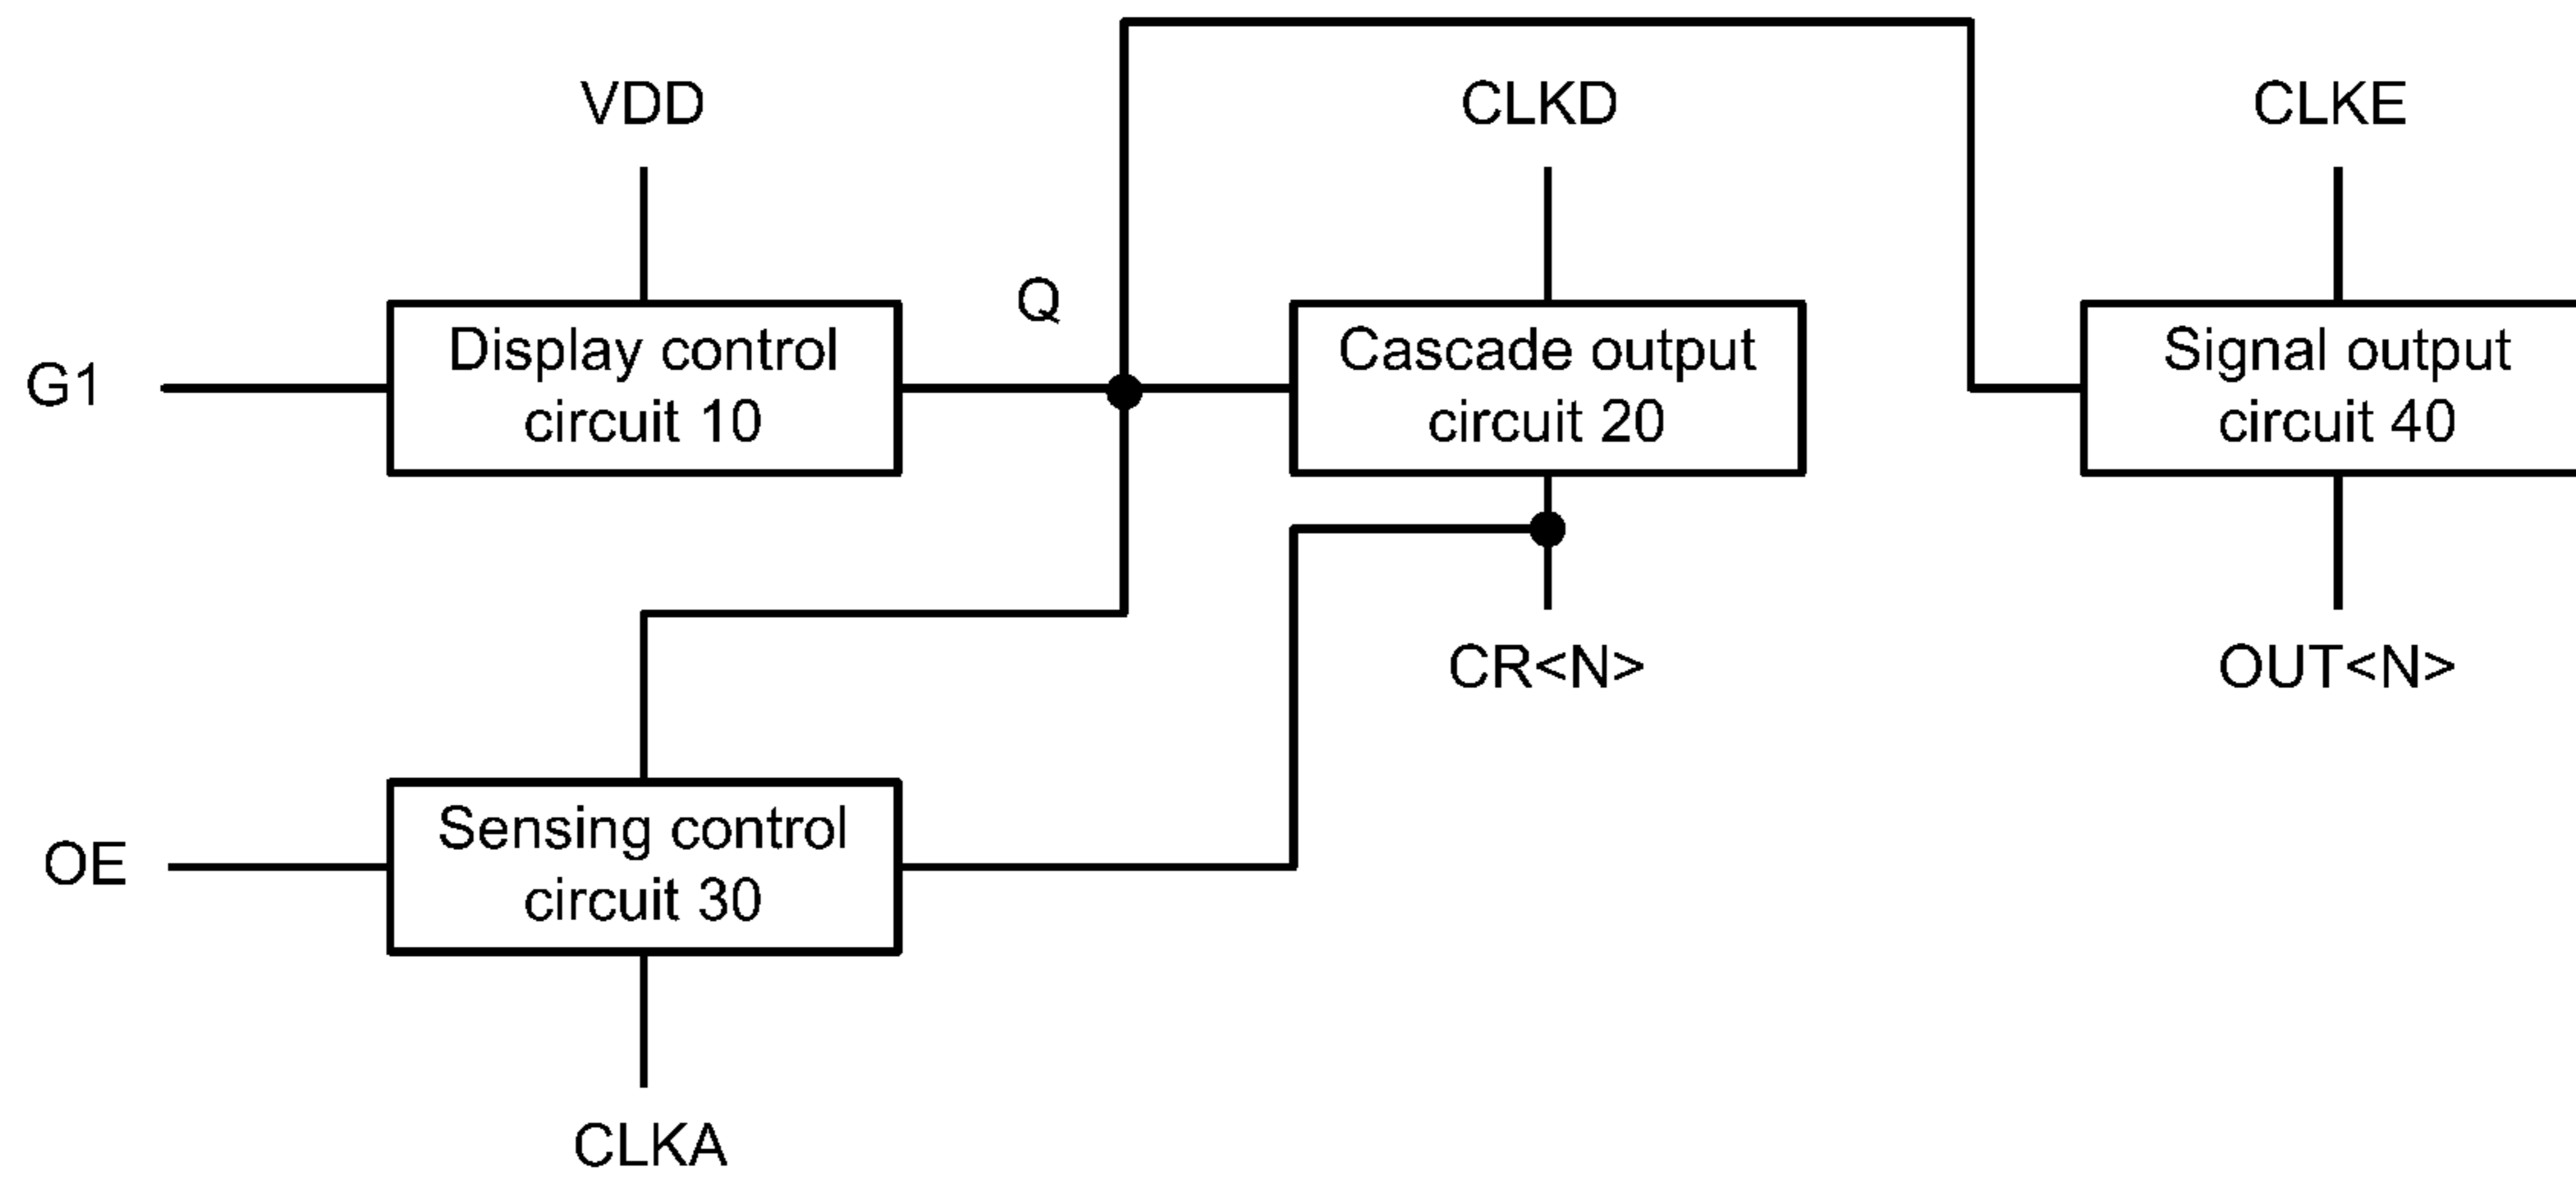 VDD
CLKD
CLKE
Q
G1
Display control
circuit 10
Cascade output
circuit 20
Signal output
circuit 40
CR<N>
OUT<N>
OE
Sensing control
circuit 30
CLKA